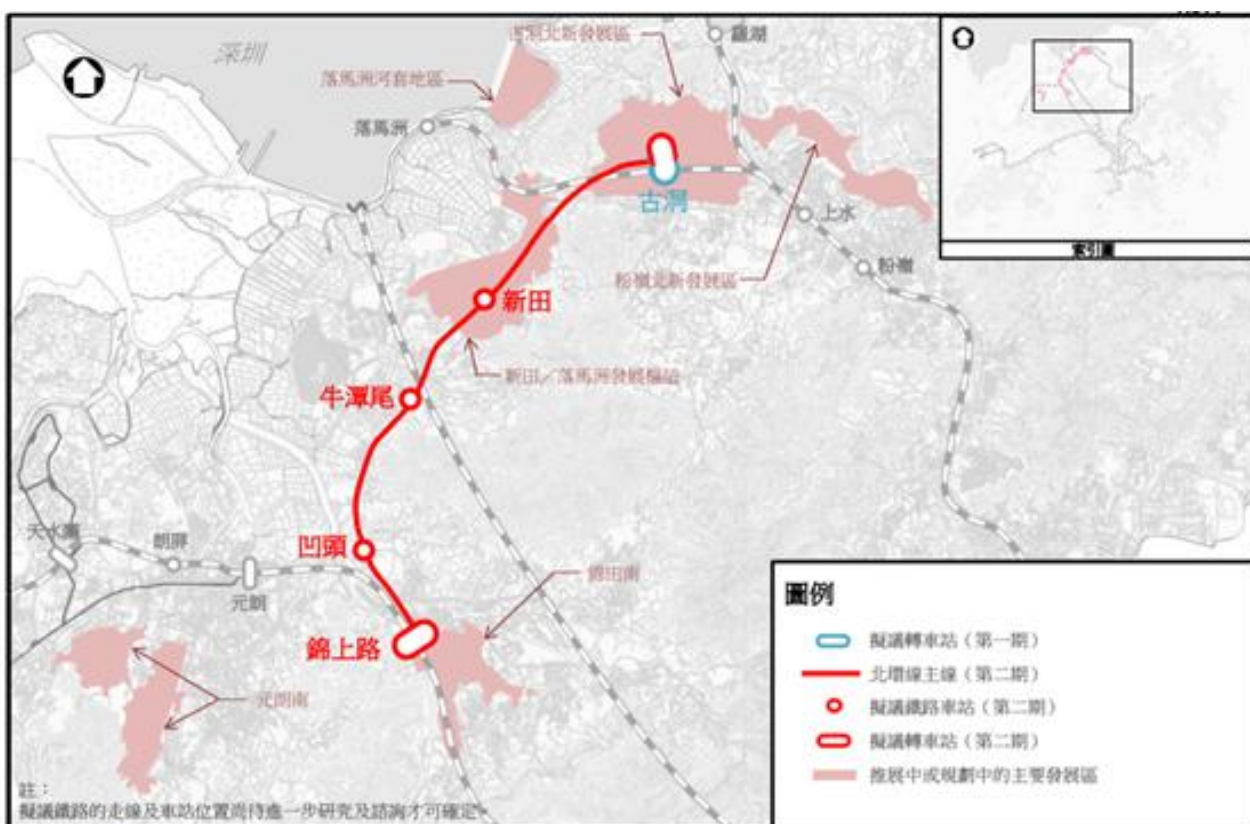 深圳
古洞北新發展區
羅湖
落馬洲河套地區
落馬洲
古洞
上水
粉嶺
索引圖
粉嶺北新發展區
新田
新田／落馬洲發展樞紐
牛潭尾
凹頭
天水圍
朗屏
元朗
錦田南
錦上路
元朗南
圖例
擬議轉車站（第一期）
北環線主線（第二期）
擬議鐵路車站（第二期）
擬議轉車站（第二期）
推展中或規劃中的主要發展區
註：
擬議鐵路的走線及車站位置尚待進一步研究及諮詢才可確定